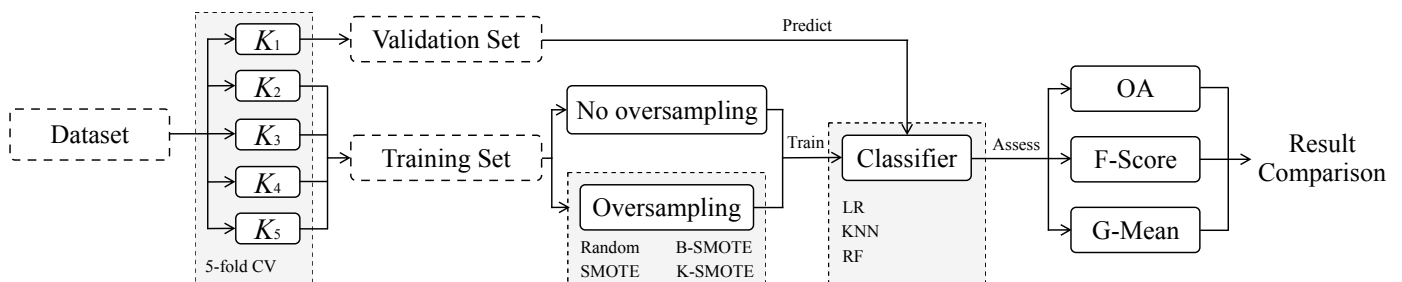 Dataset
K1
K2
K3
K4
K5
5-fold CV
Validation Set
Training Set
Predict
No oversampling
Oversampling
Random B-SMOTE
SMOTE K-SMOTE
Train
Classifier
LR
KNN
RF
Assess
OA
F-Score
G-Mean
Result
Comparison